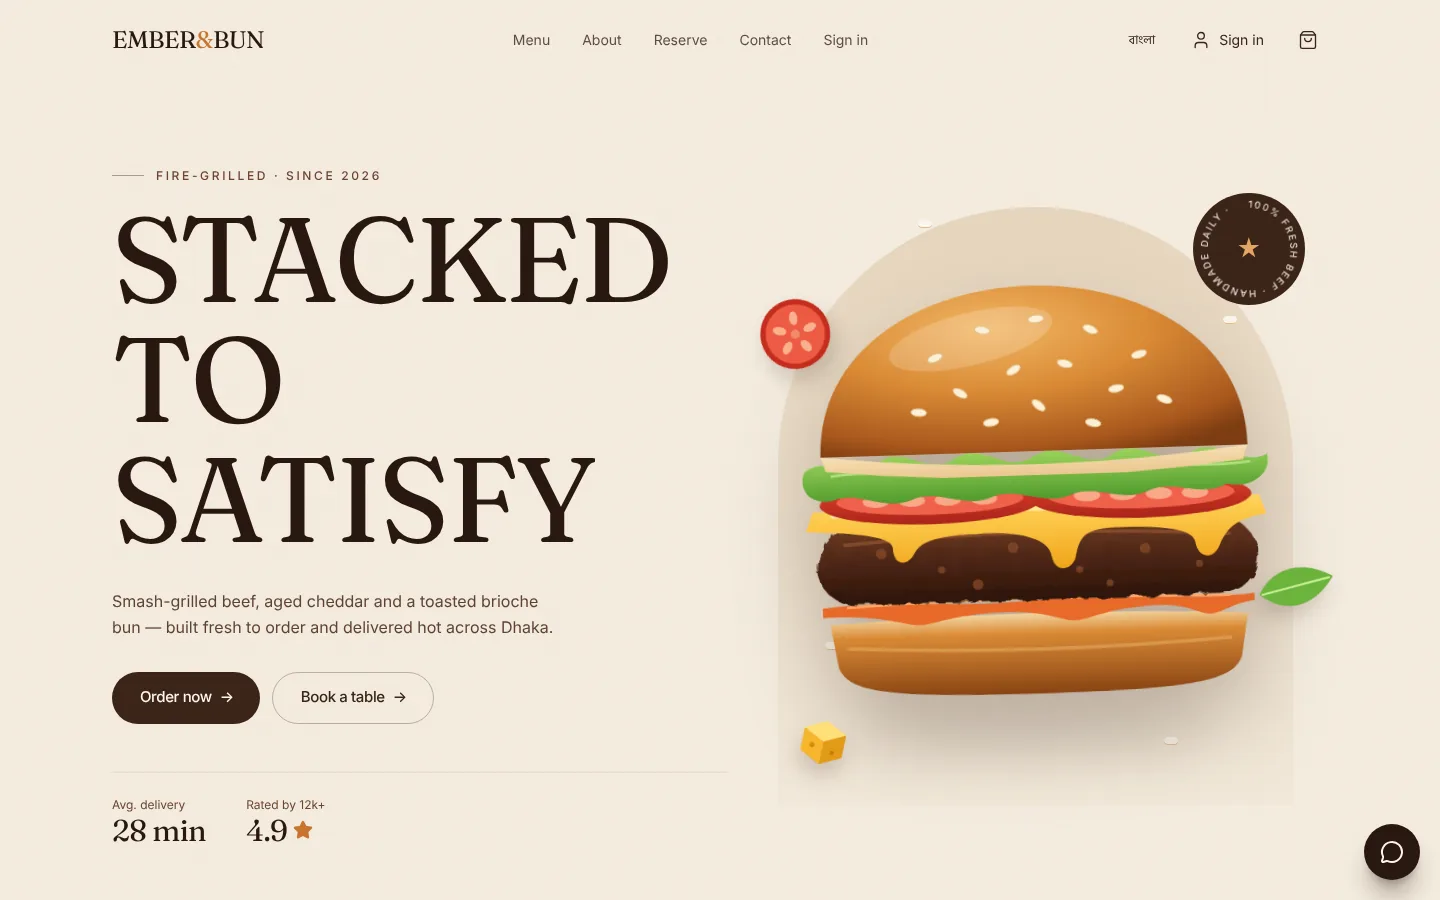 EMBER&BUN
Menu
About
Reserve
Contact
Sign in
বাংলা
Sign in
FIRE-GRILLED · SINCE 2026
STACKED
TO
SATISFY
100% FRESH BEEF · HANDMADE DAILY ·
Smash-grilled beef, aged cheddar and a toasted brioche
bun — built fresh to order and delivered hot across Dhaka.
Order now →
Book a table →
Avg. delivery
28 min
Rated by 12k+
4.9 ★